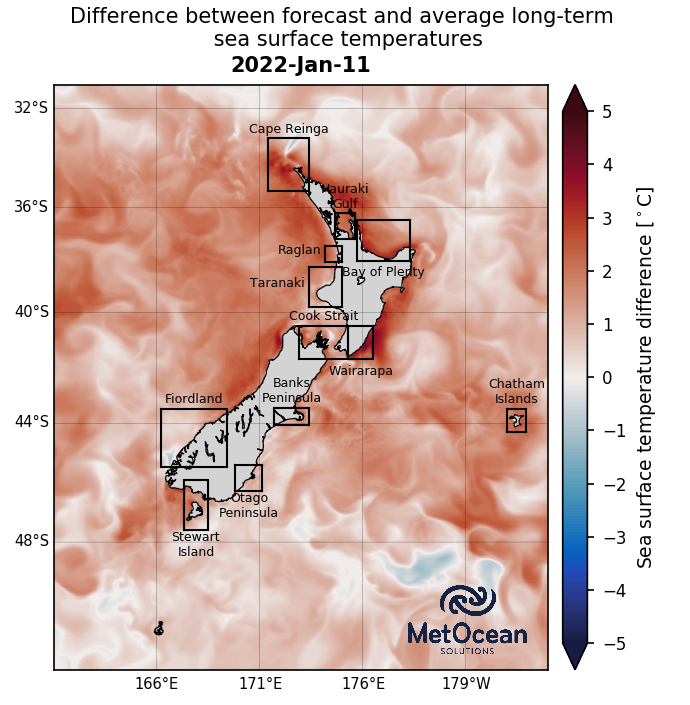 Difference between forecast and average long-term
sea surface temperatures
2022-Jan-11
32°S
36°S
40°S
44°S
48°S
166°E
171°E
176°E
179°W
Cape Reinga
Hauraki
Gulf
Raglan
Bay of Plenty
Taranaki
Cook Strait
Wairarapa
Banks
Peninsula
Chatham
Islands
Fiordland
Otago
Peninsula
Stewart
Island
MetOcean
SOLUTIONS
5
4
3
2
1
0
−1
−2
−3
−4
−5
Sea surface temperature difference [°C]